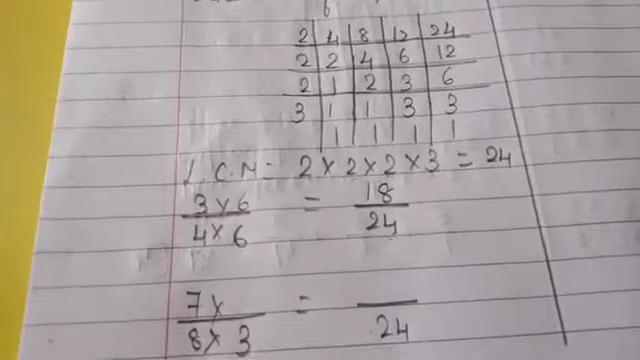 2 4 8 12 24
2 2 4 6 12
2 1 2 3 6
3 1 1 3 3
1 1 1 1
L.C.M= 2×2×2×3 = 24
3×6 = 18
4×6 24
7× =
8×3 24